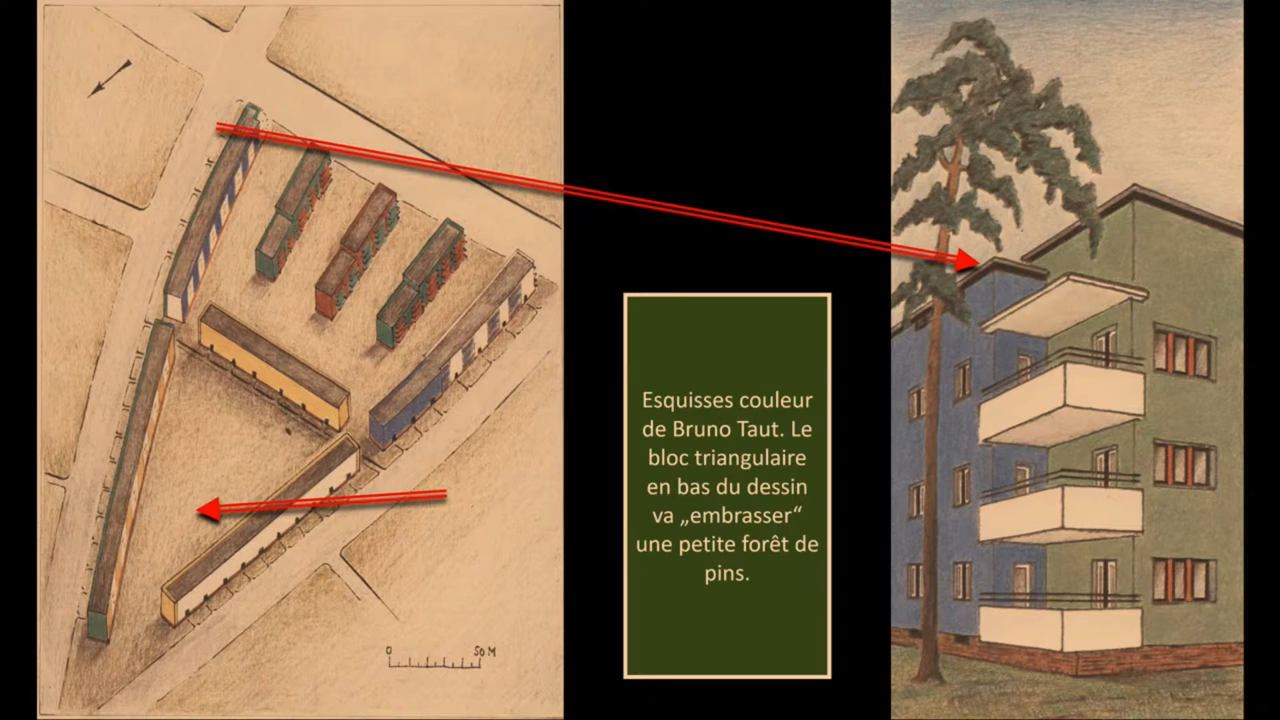 Esquisses couleur
de Bruno Taut. Le
bloc triangulaire
en bas du dessin
va „embrasser“
une petite forêt de
pins.
0 50 M